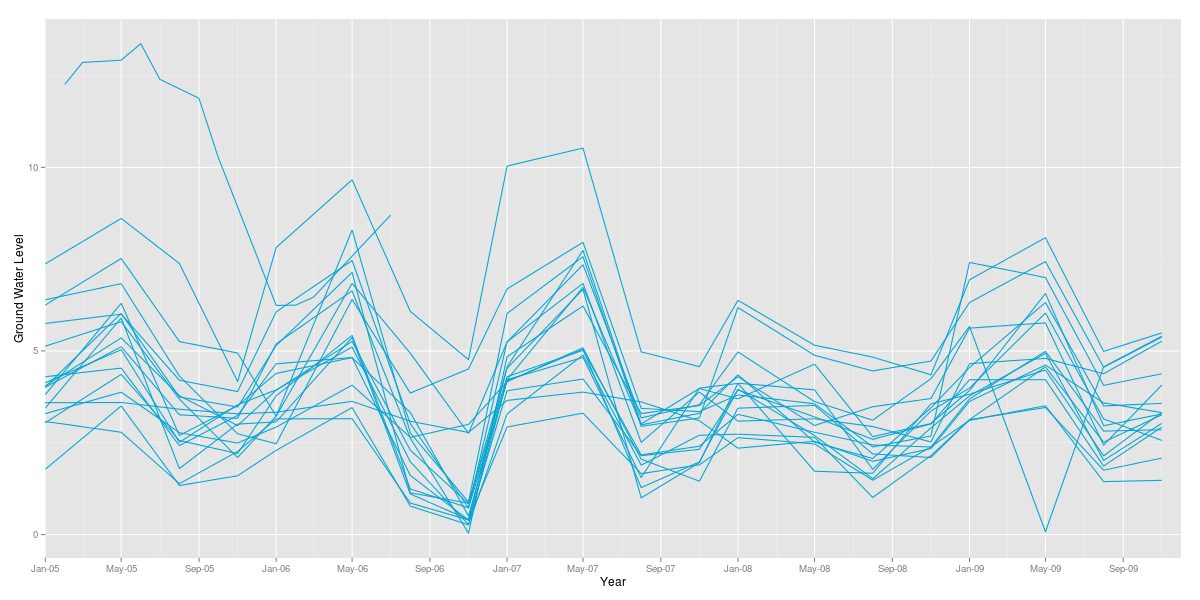 10
5
0
Ground Water Level
Jan-05 May-05 Sep-05 Jan-06 May-06 Sep-06 Jan-07 May-07 Sep-07 Jan-08 May-08 Sep-08 Jan-09 May-09 Sep-09
Year